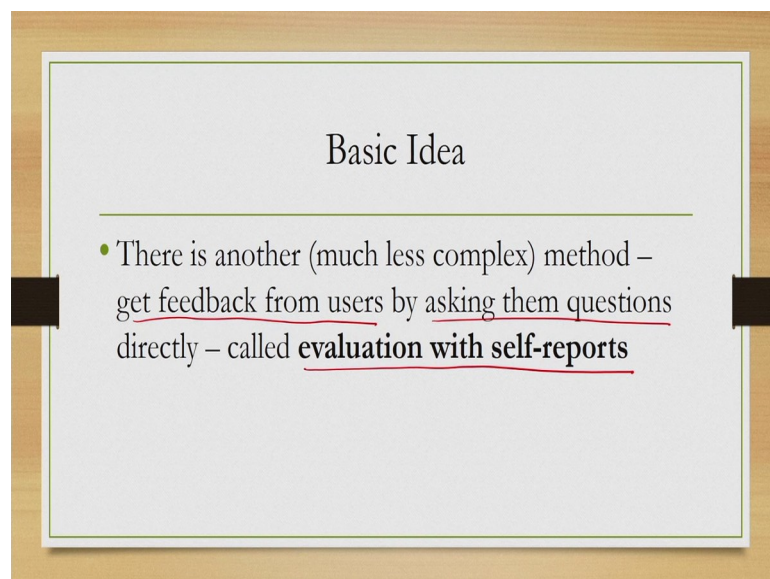 Basic Idea
• There is another (much less complex) method –
get feedback from users by asking them questions
directly – called evaluation with self-reports